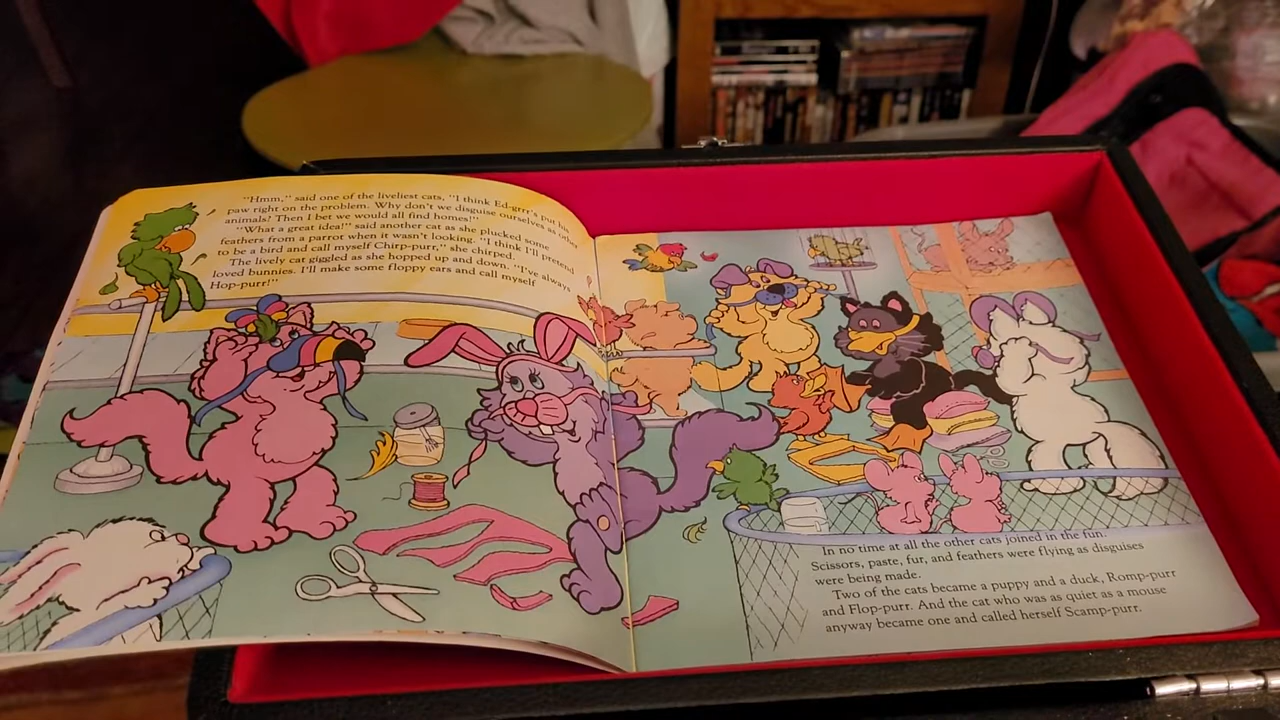 "Hmm," said one of the liveliest cats, "I think Ed-grrr's put his
paw right on the problem. Why don't we disguise ourselves as other
animals? Then I bet we would all find homes!"
"What a great idea!" said another cat as she plucked some
feathers from a parrot when it wasn't looking. "I think I'll pretend
to be a bird and call myself Chirp-purr," she chirped.
The lively cat giggled as she hopped up and down. "I've always
loved bunnies. I'll make some floppy ears and call myself
Hop-purr!"
In no time at all the other cats joined in the fun.
Scissors, paste, fur, and feathers were flying as disguises
were being made.
Two of the cats became a puppy and a duck, Romp-purr
and Flop-purr. And the cat who was as quiet as a mouse
anyway became one and called herself Scamp-purr.